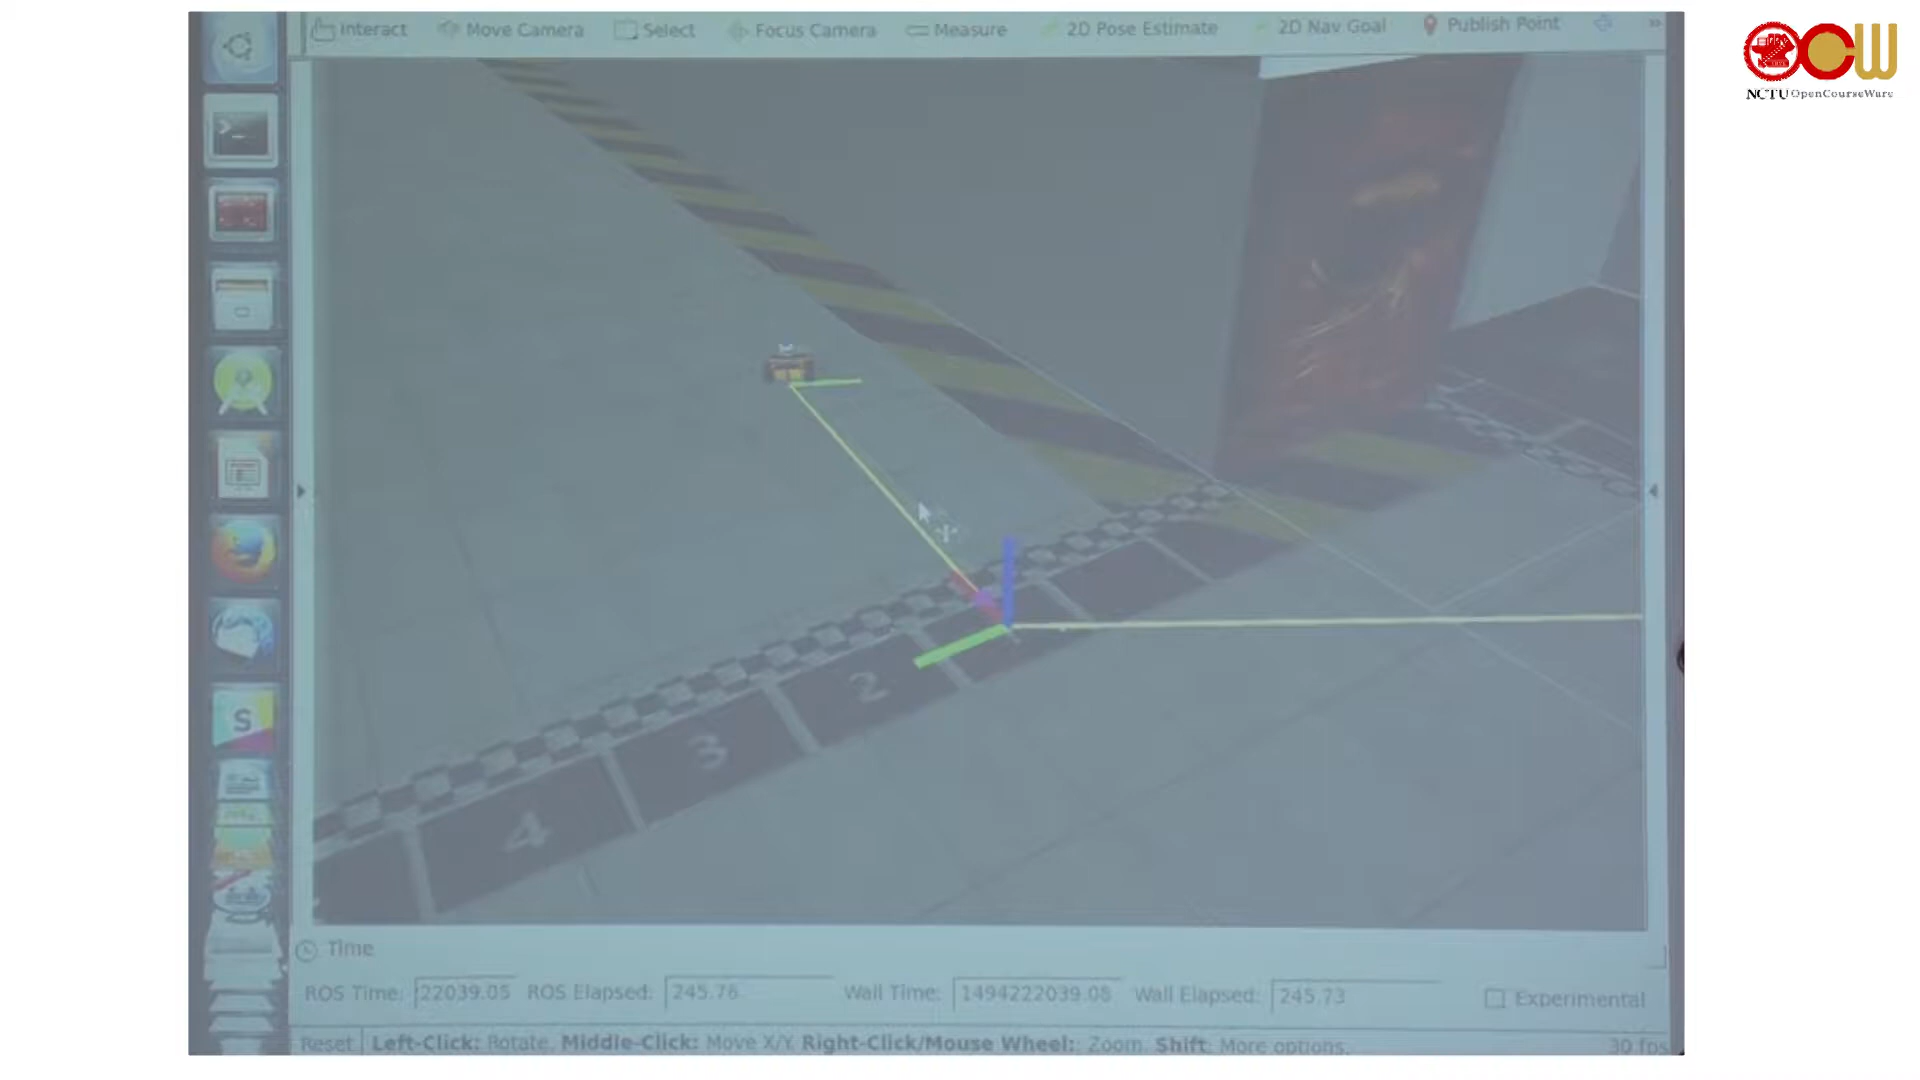 Interact Move Camera Select Focus Camera Measure 2D Pose Estimate 2D Nav Goal Publish Point »
OCW
NCTU OpenCourseWare
S
2
3
4
Time
ROS Time: 22039.05 ROS Elapsed: 245.76 Wall Time: 1494222039.08 Wall Elapsed: 245.73 Experimental
Reset Left-Click: Rotate. Middle-Click: Move X/Y. Right-Click/Mouse Wheel:: Zoom. Shift: More options. 30 fps